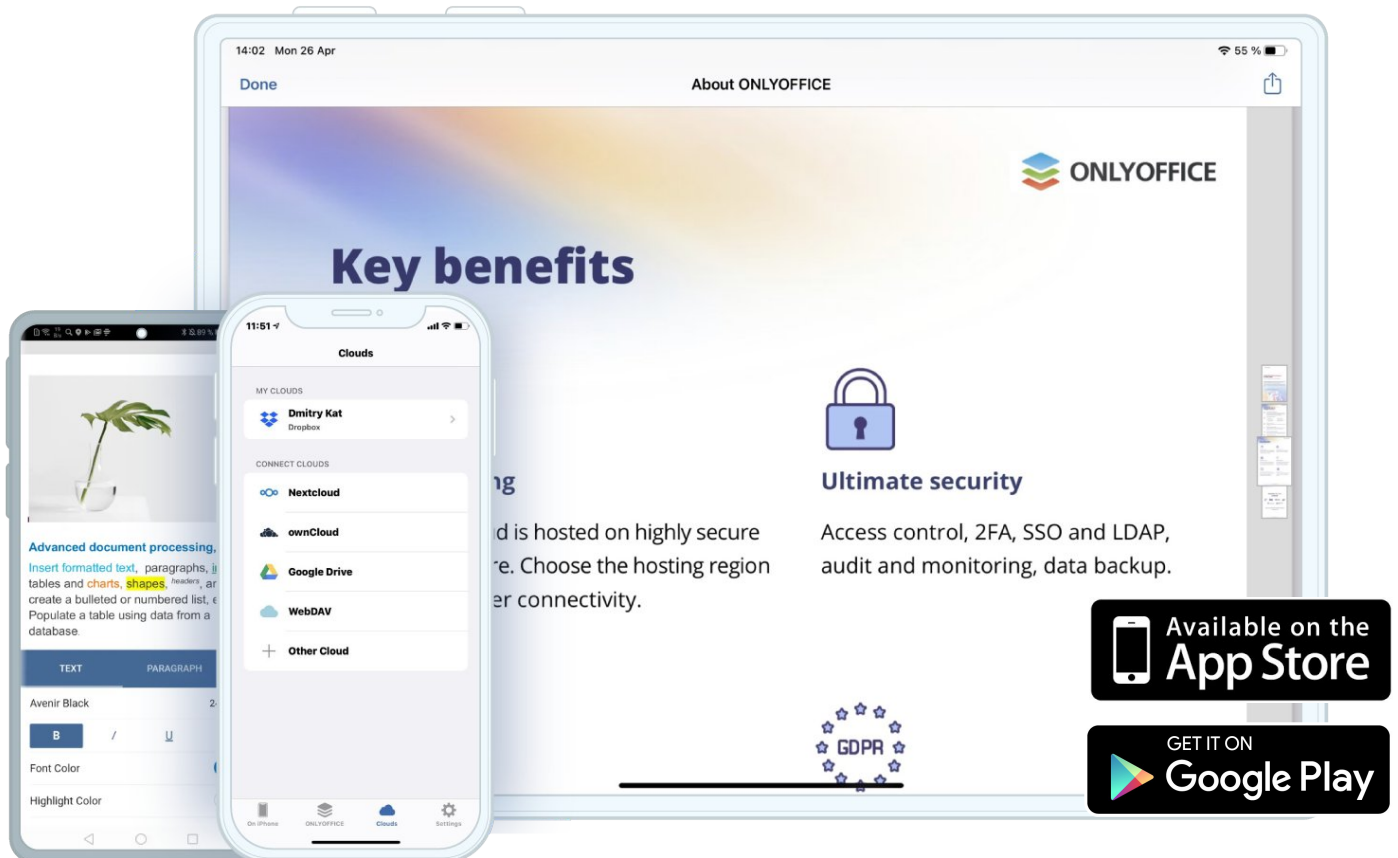 14:02 Mon 26 Apr
55 %
Done
About ONLYOFFICE
ONLYOFFICE
Key benefits
is hosted on highly secure
Choose the hosting region
connectivity.
Ultimate security
Access control, 2FA, SSO and LDAP,
audit and monitoring, data backup.
GDPR
89 %
Advanced document processing,
Insert formatted text, paragraphs,
tables and charts, shapes, headers,
create a bulleted or numbered list,
Populate a table using data from a
database.
TEXT
PARAGRAPH
Avenir Black
B
I
U
Font Color
Highlight Color
11:51
Clouds
MY CLOUDS
Dmitry Kat
Dropbox
CONNECT CLOUDS
Nextcloud
ownCloud
Google Drive
WebDAV
Other Cloud
On iPhone
ONLYOFFICE
Clouds
Settings
Available on the
App Store
GET IT ON
Google Play